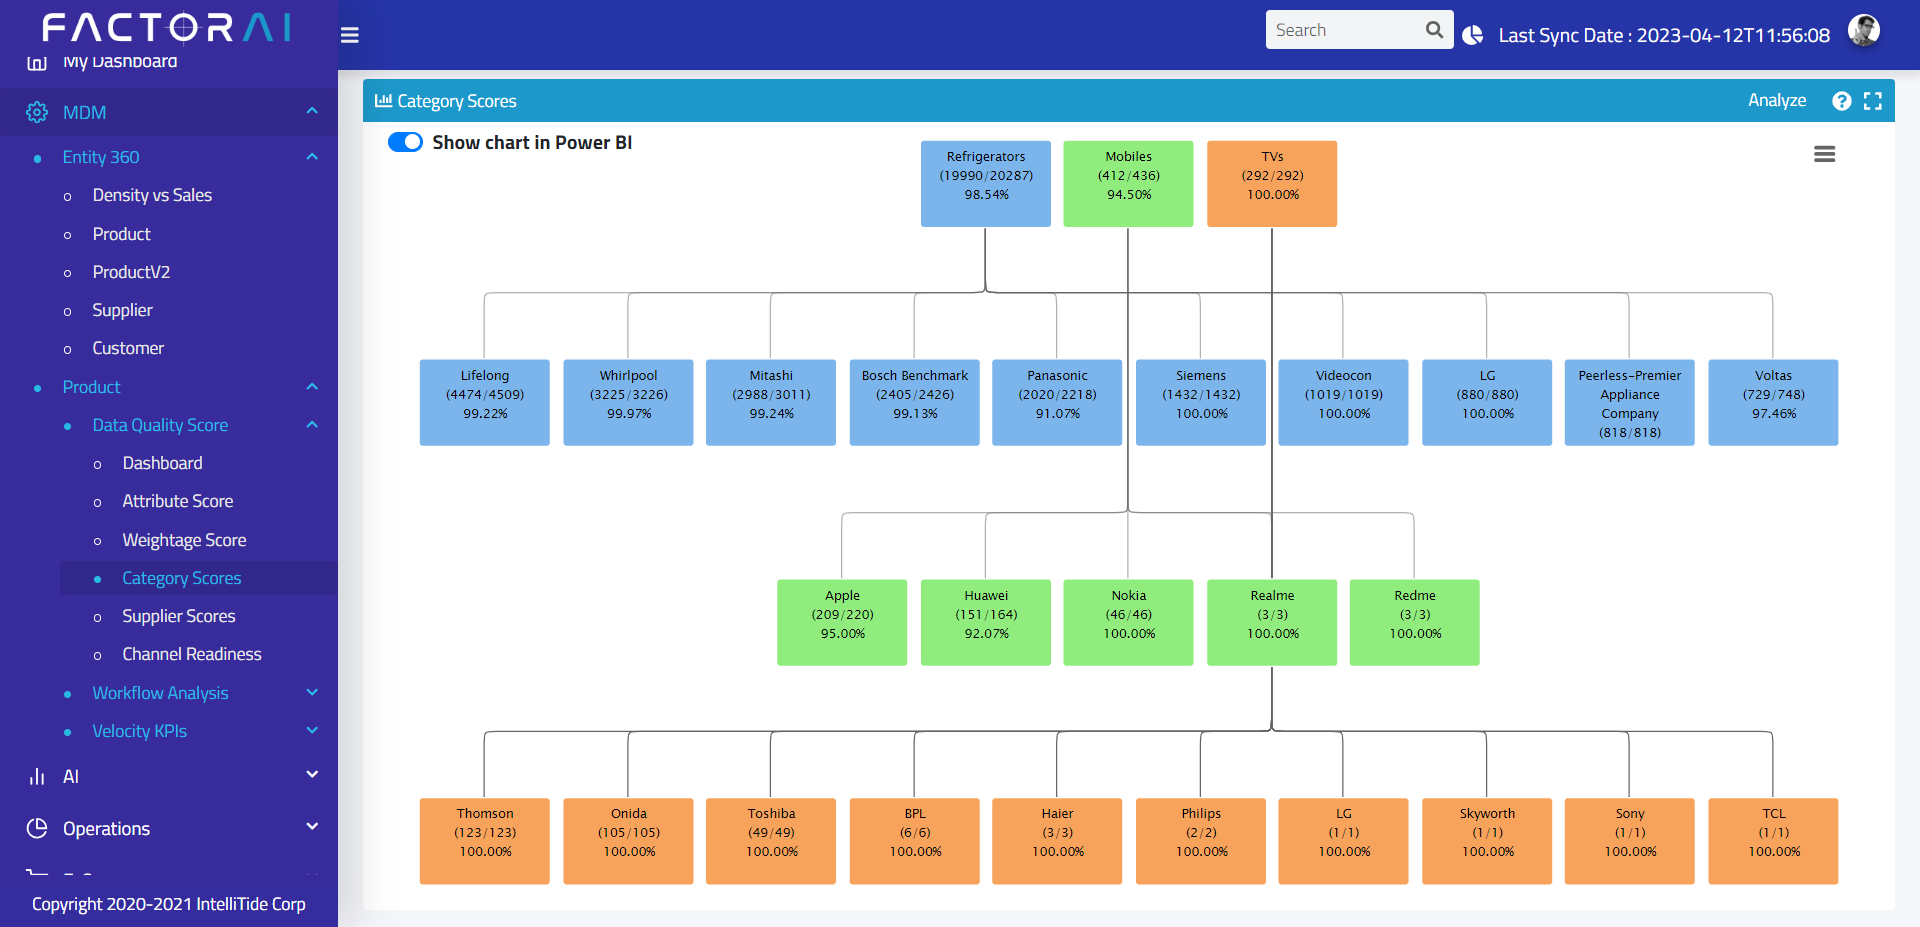 FACTORAI
My Dashboard
MDM
Entity 360
Density vs Sales
Product
ProductV2
Supplier
Customer
Product
Data Quality Score
Dashboard
Attribute Score
Weightage Score
Category Scores
Supplier Scores
Channel Readiness
Workflow Analysis
Velocity KPIs
AI
Operations
Copyright 2020-2021 IntelliTide Corp
Search
Last Sync Date : 2023-04-12T11:56:08
Category Scores
Analyze
Show chart in Power BI
Refrigerators
(19990/20287)
98.54%
Mobiles
(412/436)
94.50%
TVs
(292/292)
100.00%
Lifelong
(4474/4509)
99.22%
Whirlpool
(3225/3226)
99.97%
Mitashi
(2988/3011)
99.24%
Bosch Benchmark
(2405/2426)
99.13%
Panasonic
(2020/2218)
91.07%
Siemens
(1432/1432)
100.00%
Videocon
(1019/1019)
100.00%
LG
(880/880)
100.00%
Peerless-Premier
Appliance
Company
(818/818)
Voltas
(729/748)
97.46%
Apple
(209/220)
95.00%
Huawei
(151/164)
92.07%
Nokia
(46/46)
100.00%
Realme
(3/3)
100.00%
Redme
(3/3)
100.00%
Thomson
(123/123)
100.00%
Onida
(105/105)
100.00%
Toshiba
(49/49)
100.00%
BPL
(6/6)
100.00%
Haier
(3/3)
100.00%
Philips
(2/2)
100.00%
LG
(1/1)
100.00%
Skyworth
(1/1)
100.00%
Sony
(1/1)
100.00%
TCL
(1/1)
100.00%